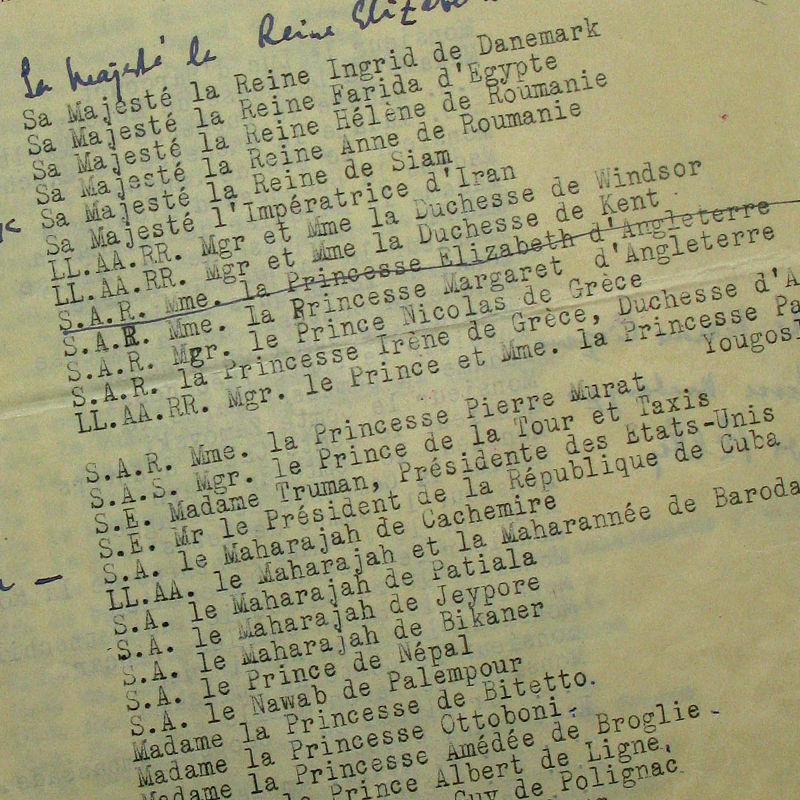 Sa Majesté la Reine
Sa Majesté la Reine Ingrid de Danemark
Sa Majesté la Reine Farida d'Egypte
Sa Majesté la Reine Hélène de Roumanie
Sa Majesté la Reine Anne de Roumanie
Sa Majesté la Reine de Siam
Sa Majesté l'Impératrice d'Iran
LL.AA.RR. Mgr et Mme la Duchesse de Windsor
LL.AA.RR. Mgr et Mme la Duchesse de Kent
S.A.R. Mme. la Princesse Elizabeth d'Angleterre
S.A.R. Mme. la Princesse Margaret d'Angleterre
S.A.R. Mgr. le Prince Nicolas de Grèce
S.A.R. la Princesse Irène de Grèce, Duchesse d'A
LL.AA.RR. Mgr. le Prince et Mme. la Princesse Pa
Yougosl
S.A.R. Mme. la Princesse Pierre Murat
S.A.S. Mgr. le Prince de la Tour et Taxis
S.E. Madame Truman, Présidente des Etats-Unis
S.E. Mr le Président de la République de Cuba
S.A. le Maharajah de Cachemire
LL.AA. le Maharajah et la Maharannée de Baroda
S.A. le Maharajah de Patiala
S.A. le Maharajah de Jeypore
S.A. le Maharajah de Bikaner
S.A. le Prince de Népal
S.A. le Nawab de Palempour
Madame la Princesse de Bitetto.
Madame la Princesse Ottoboni -
Madame la Princesse Amédée de Broglie -
le Prince Albert de Ligne.
Guy de Polignac